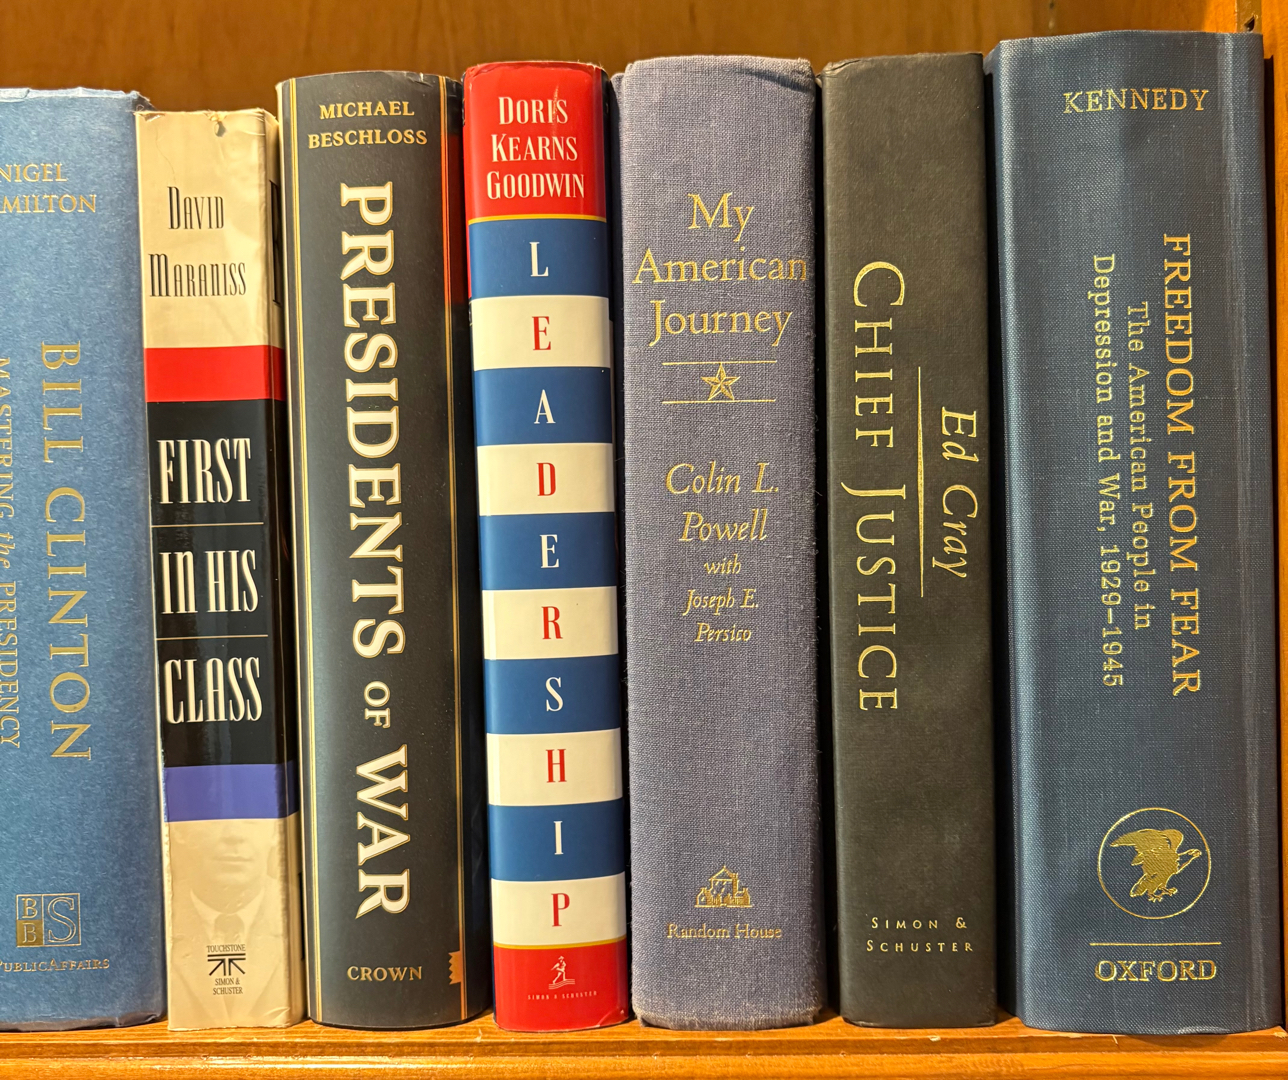 NIGEL
MILTON
BILL CLINTON
MASTERING the PRESIDENCY
BBS
PUBLICAFFAIRS
DAVID
MARANISS
FIRST
IN HIS
CLASS
TOUCHSTONE
SIMON &
SCHUSTER
MICHAEL
BESCHLOSS
PRESIDENTS OF WAR
CROWN
DORIS
KEARNS
GOODWIN
LEADERSHIP
SIMON & SCHUSTER
My
American
Journey
Colin L.
Powell
with
Joseph E.
Persico
Random House
Ed Cray
CHIEF JUSTICE
SIMON &
SCHUSTER
KENNEDY
FREEDOM FROM FEAR
The American People in
Depression and War, 1929–1945
OXFORD